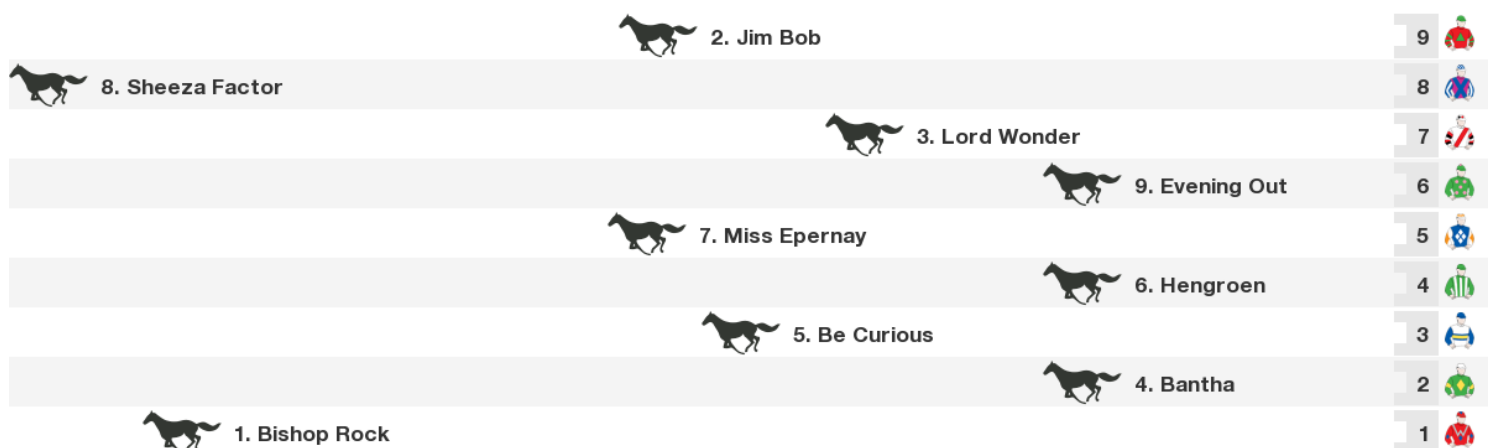 2. Jim Bob 9
8. Sheeza Factor 8
3. Lord Wonder 7
9. Evening Out 6
7. Miss Epernay 5
6. Hengroen 4
5. Be Curious 3
4. Bantha 2
1. Bishop Rock 1